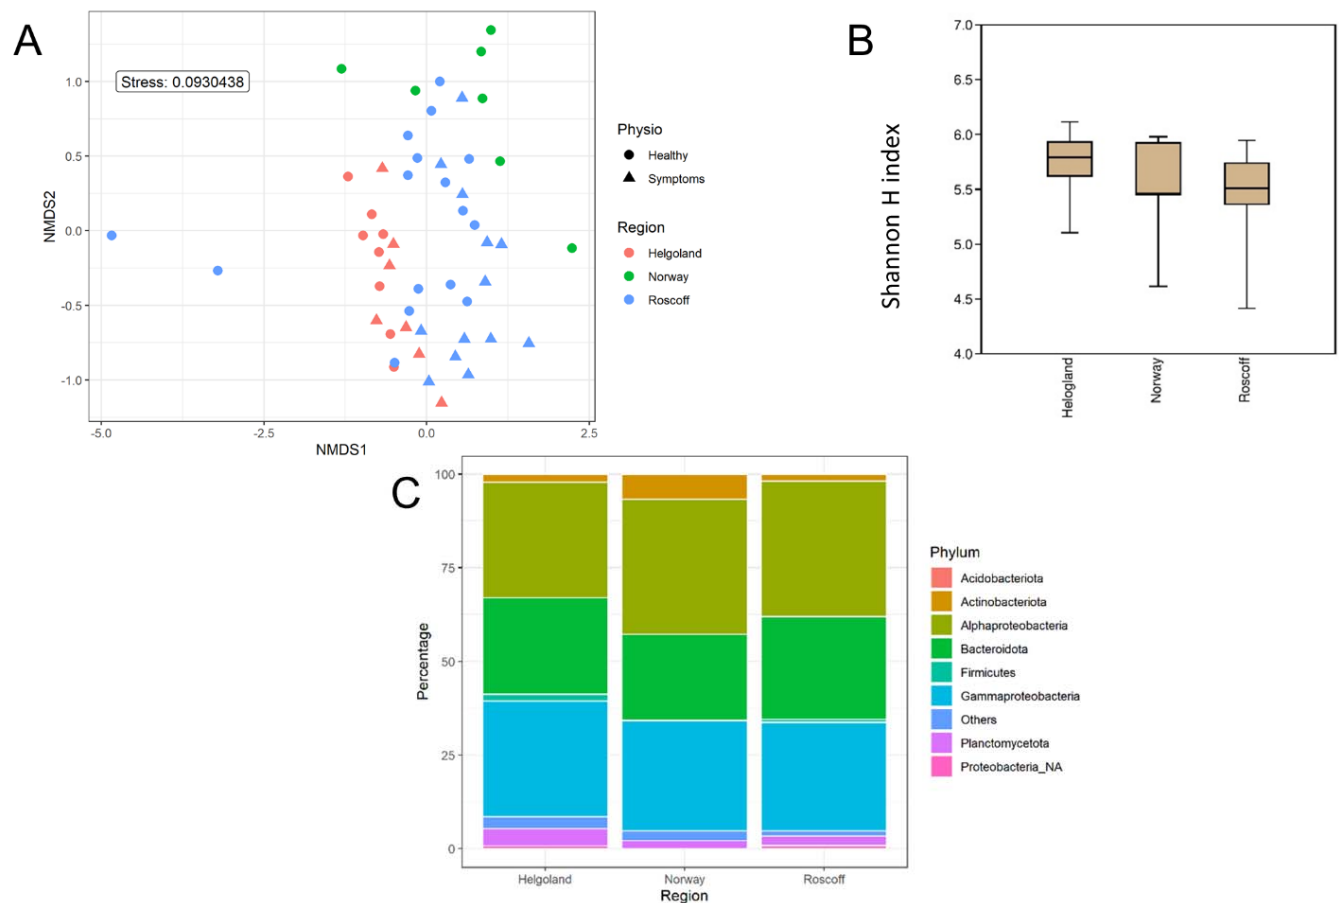 A
Stress: 0.0930438
1.0
0.5
0.0
-0.5
-1.0
NMDS2
-5.0
-2.5
0.0
2.5
NMDS1
Physio
Healthy
Symptoms
Region
Helgoland
Norway
Roscoff
B
7.0
6.5
6.0
5.5
5.0
4.5
4.0
Shannon H index
Helogland
Norway
Roscoff
C
100
75
50
25
0
Percentage
Helgoland
Norway
Roscoff
Region
Phylum
Acidobacteriota
Actinobacteriota
Alphaproteobacteria
Bacteroidota
Firmicutes
Gammaproteobacteria
Others
Planctomycetota
Proteobacteria_NA